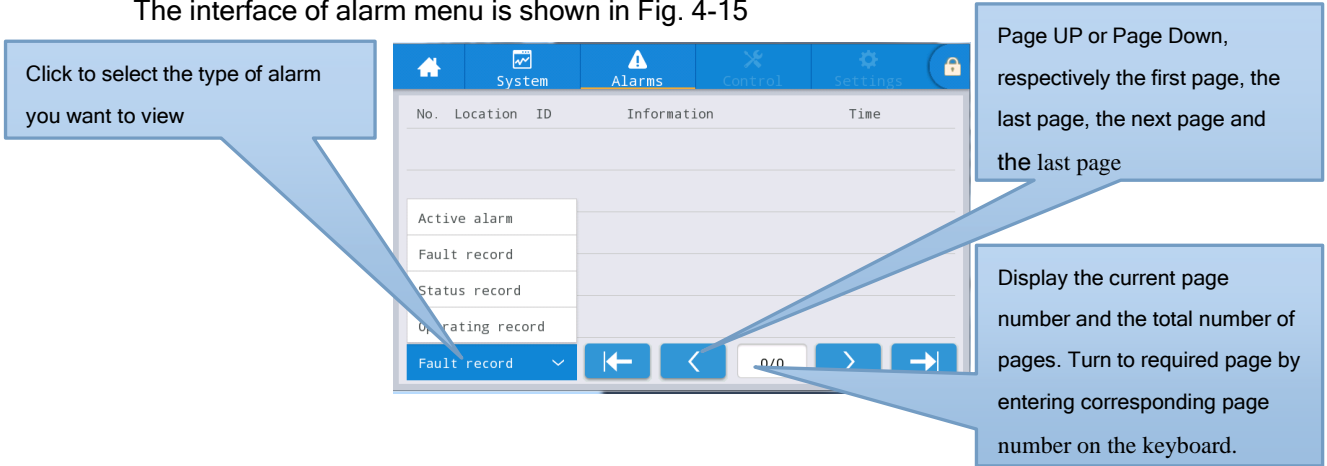 The interface of alarm menu is shown in Fig. 4-15
Click to select the type of alarm
you want to view
Page UP or Page Down,
respectively the first page, the
last page, the next page and
the last page
System
Alarms
Control
Settings
No. Location ID Information Time
Active alarm
Fault record
Status record
Operating record
Fault record
0/0
Display the current page
number and the total number of
pages. Turn to required page by
entering corresponding page
number on the keyboard.